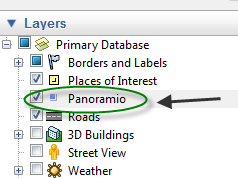 Layers
Primary Database
Borders and Labels
Places of Interest
Panoramio
Roads
3D Buildings
Street View
Weather